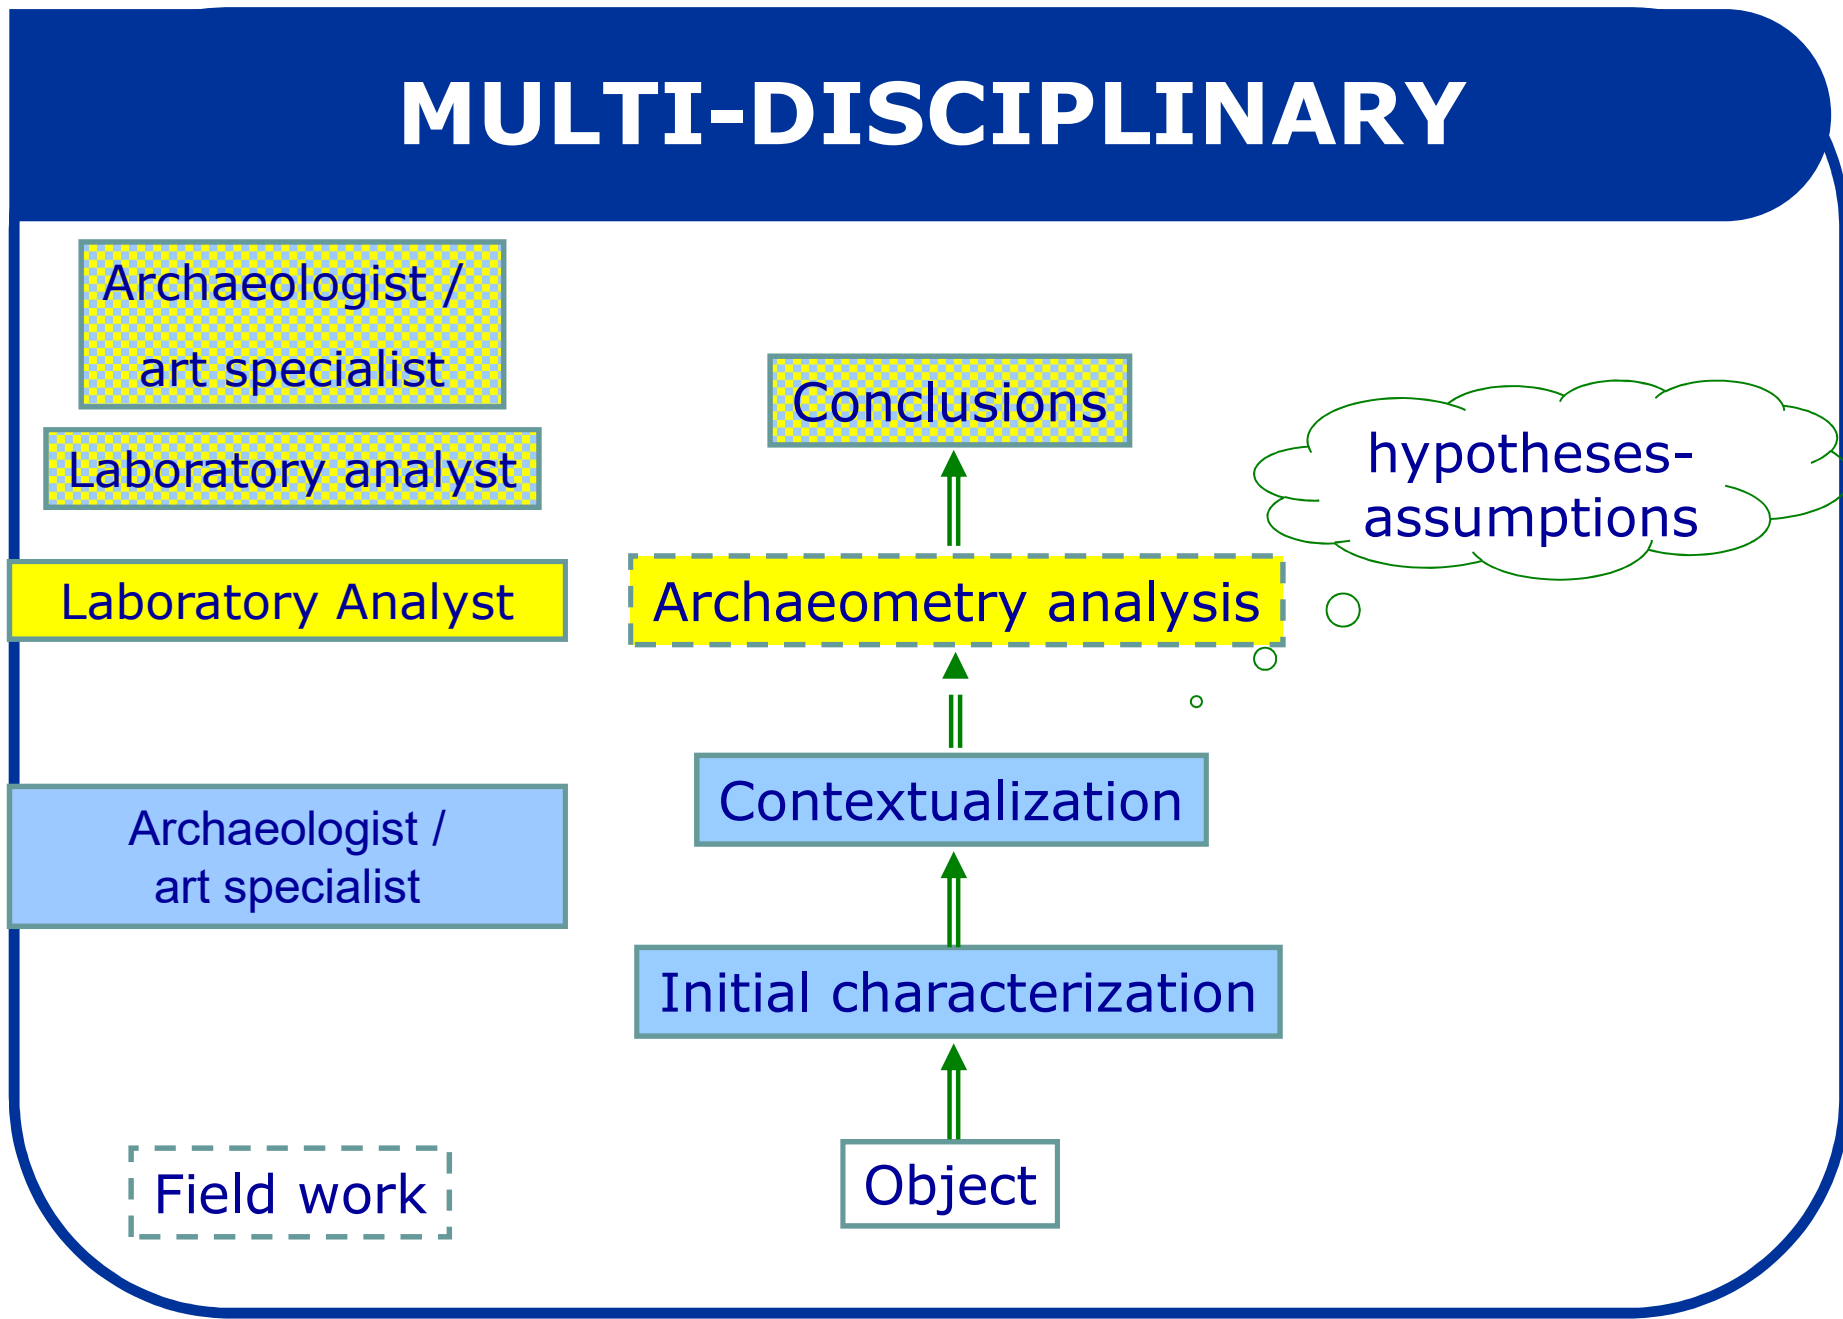 MULTI-DISCIPLINARY
Archaeologist /
art specialist
Laboratory analyst
Laboratory Analyst
Archaeologist /
art specialist
Field work
Conclusions
Archaeometry analysis
Contextualization
Initial characterization
Object
hypotheses-
assumptions